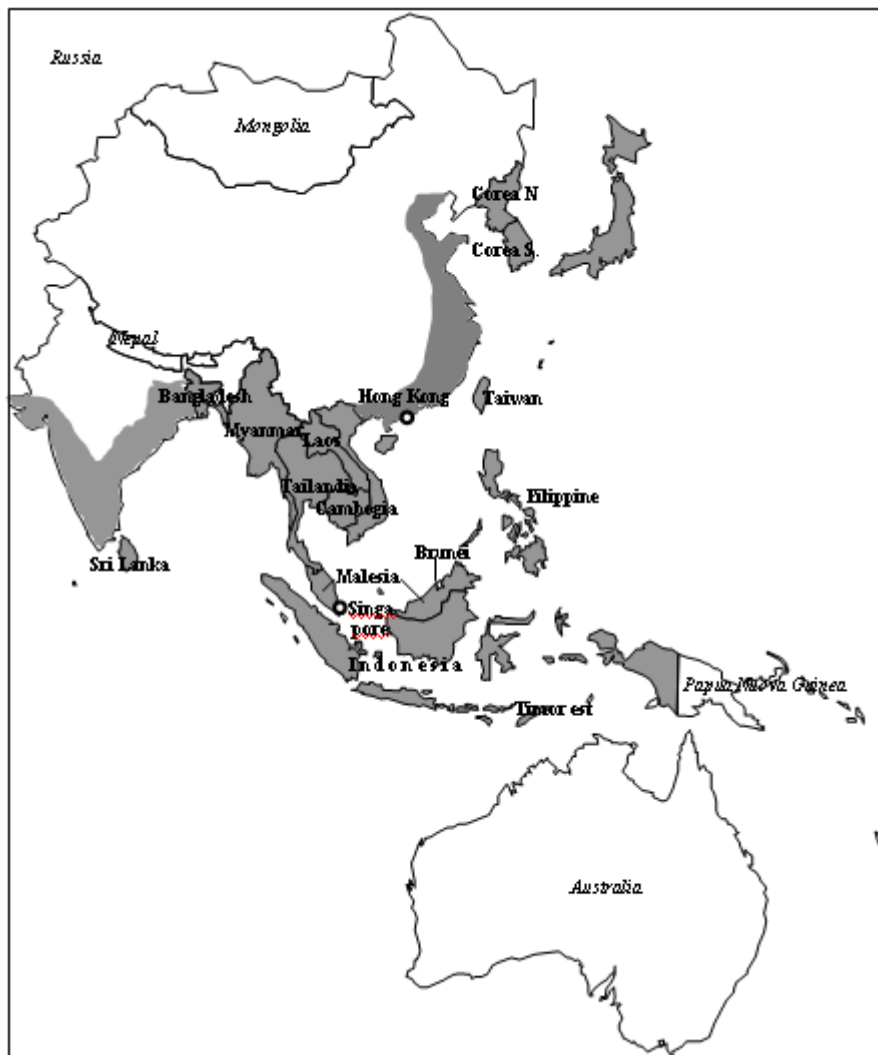 Russia
Mongolia
Corea N
Corea S.
Nepal
Bangladesh
Hong Kong
Taiwan
Myanmar
Laos
Tailandia
Cambogia
Filippine
Sri Lanka
Brunei
Malesia
Singa
pore
Indonesia
Papua Nuova Guinea
Timor est
Australia